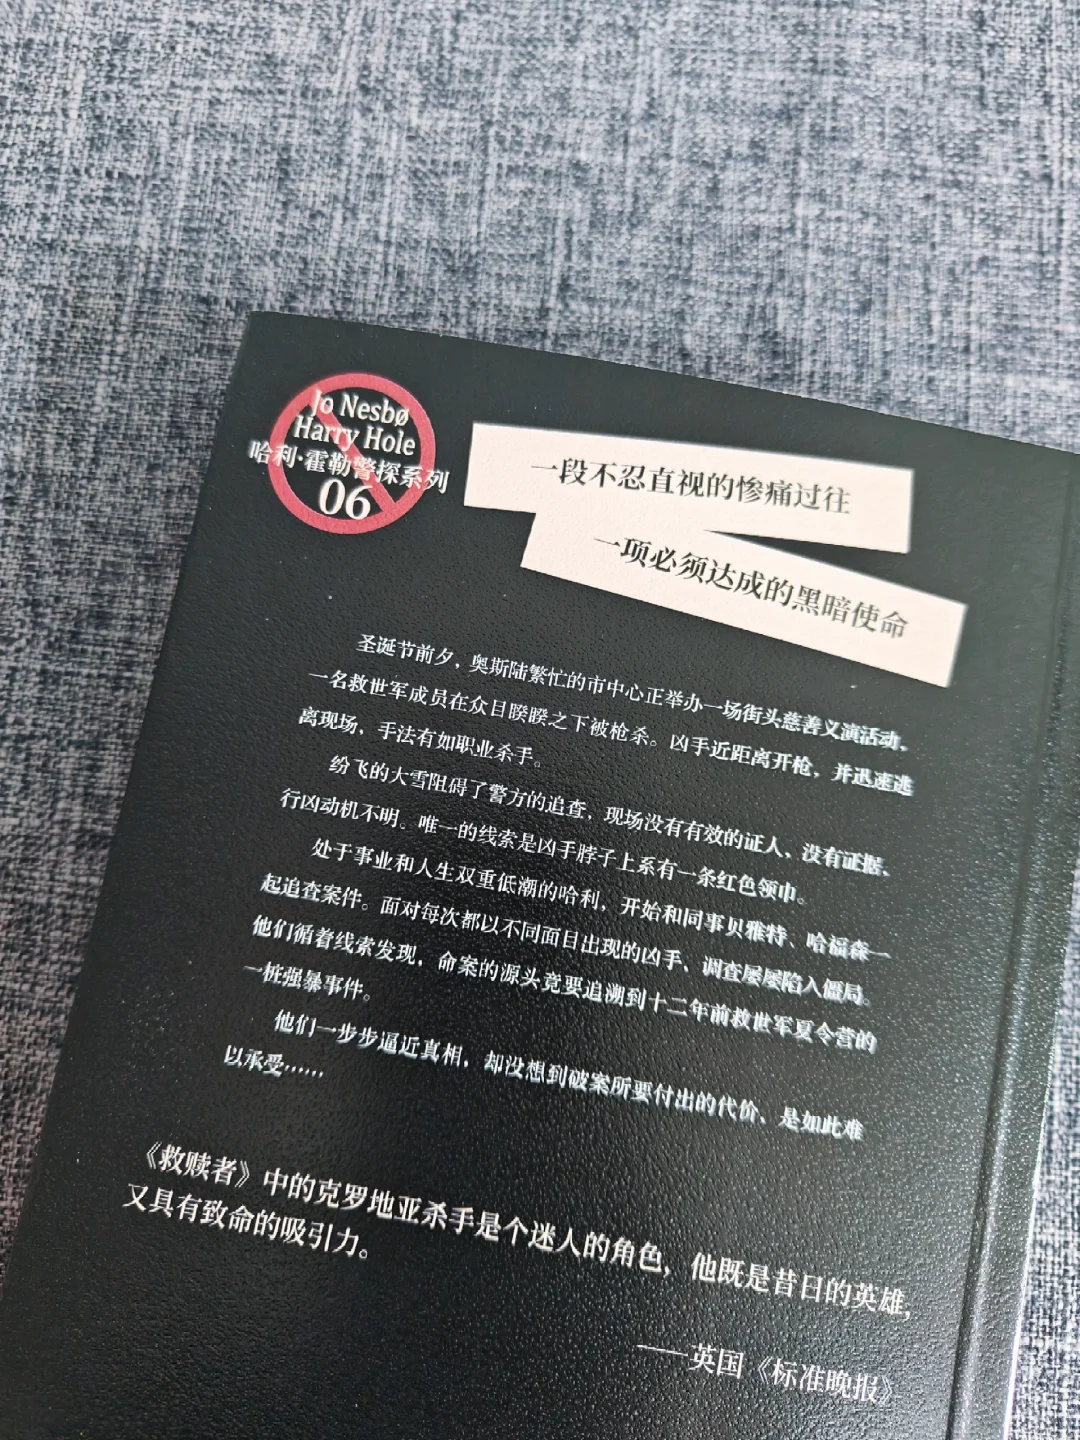 Jo Nesbø
Harry Hole
哈利·霍勒警探系列
06
一段不忍直视的惨痛过往
一项必须达成的黑暗使命
圣诞节前夕，奥斯陆繁忙的市中心正举办一场街头慈善义演活动，
一名救世军成员在众目睽睽之下被枪杀。凶手近距离开枪，并迅速逃
离现场，手法有如职业杀手。
纷飞的大雪阻碍了警方的追查，现场没有有效的证人，没有证据，
行凶动机不明。唯一的线索是凶手脖子上系有一条红色领巾。
处于事业和人生双重低潮的哈利，开始和同事贝雅特、哈福森一
起追查案件。面对每次都以不同面目出现的凶手，调查屡屡陷入僵局。
他们循着线索发现，命案的源头竟要追溯到十二年前救世军夏令营的
一桩强暴事件。
他们一步步逼近真相，却没想到破案所要付出的代价，是如此难
以承受……
《救赎者》中的克罗地亚杀手是个迷人的角色，他既是昔日的英雄，
又具有致命的吸引力。
——英国《标准晚报》